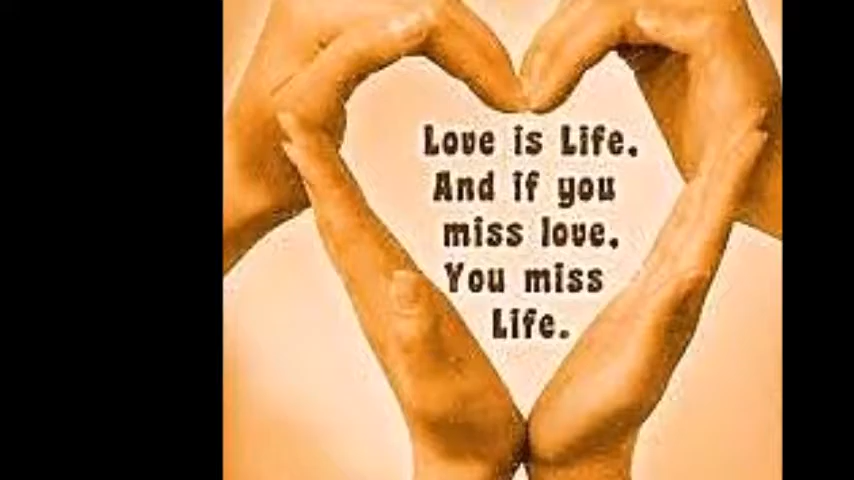 Love is Life.
And if you
miss love.
You miss
Life.